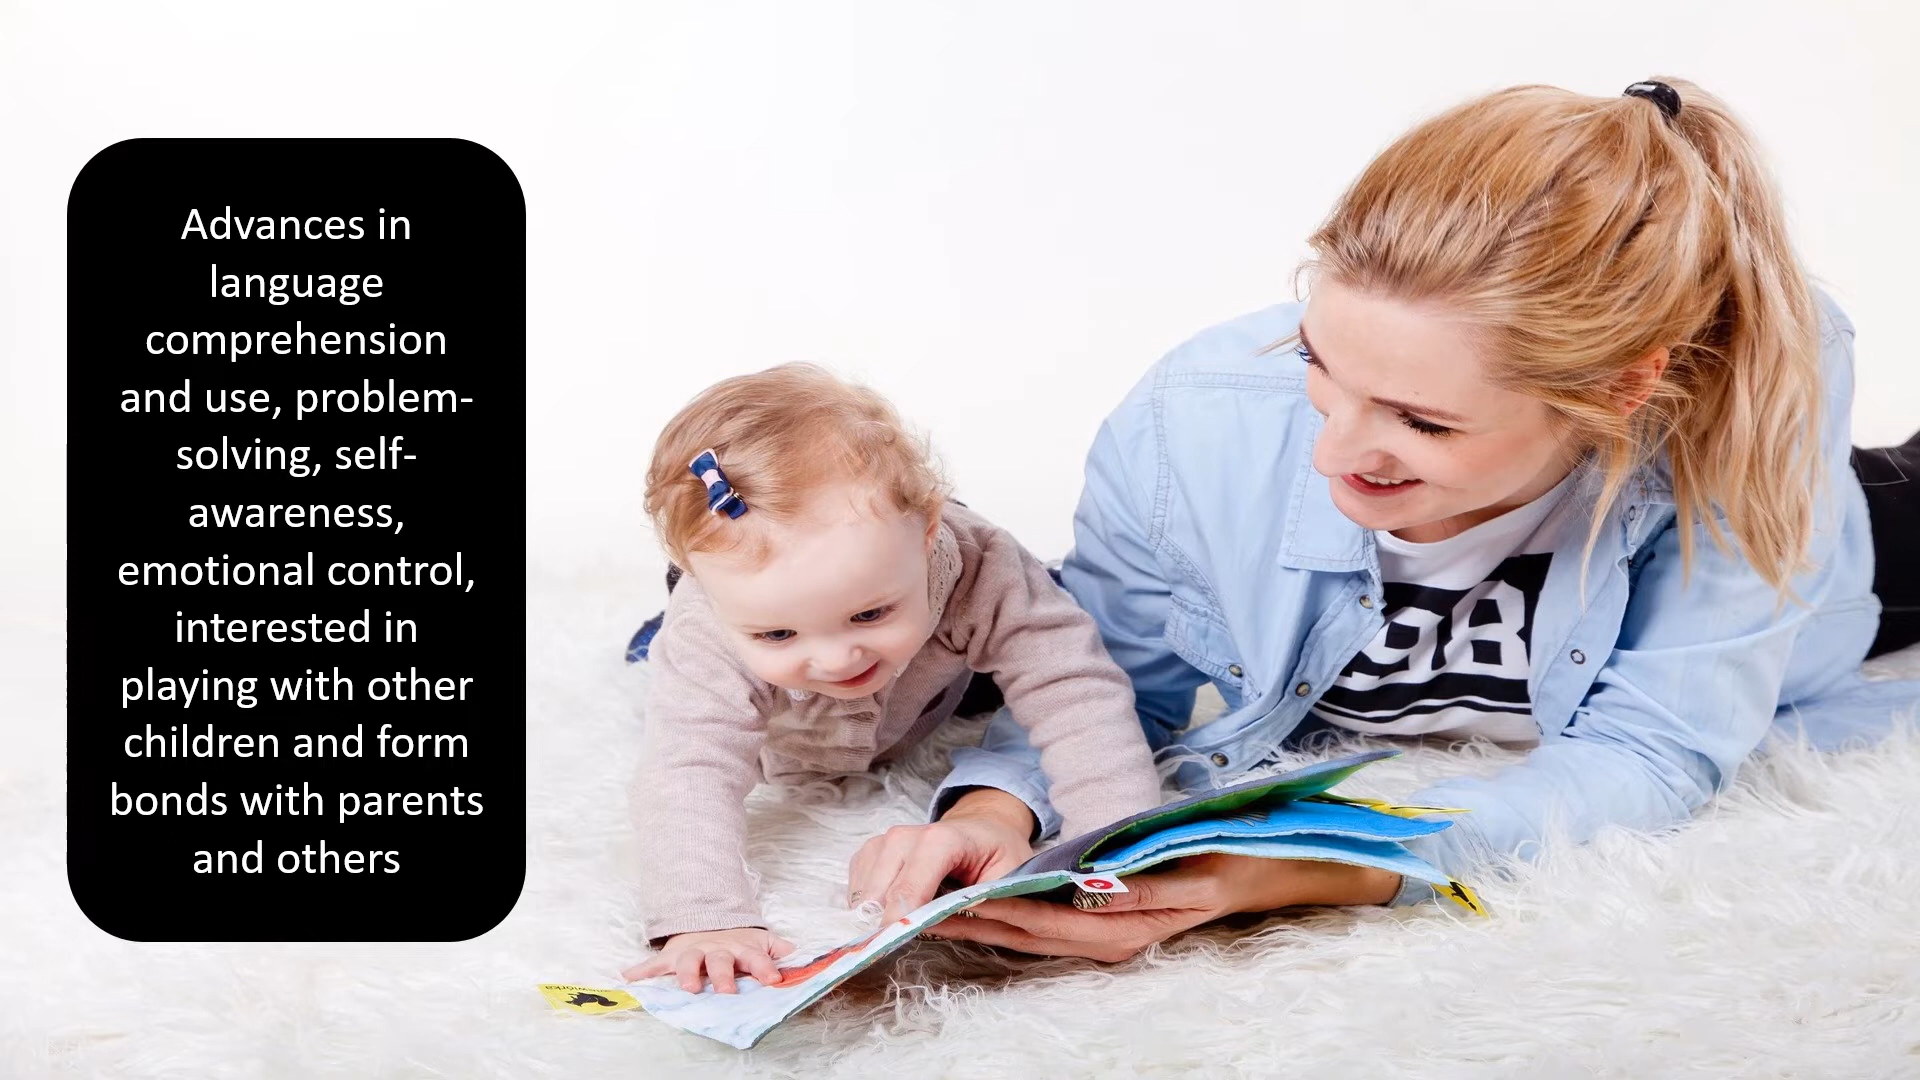 Advances in
language
comprehension
and use, problem-
solving, self-
awareness,
emotional control,
interested in
playing with other
children and form
bonds with parents
and others
98